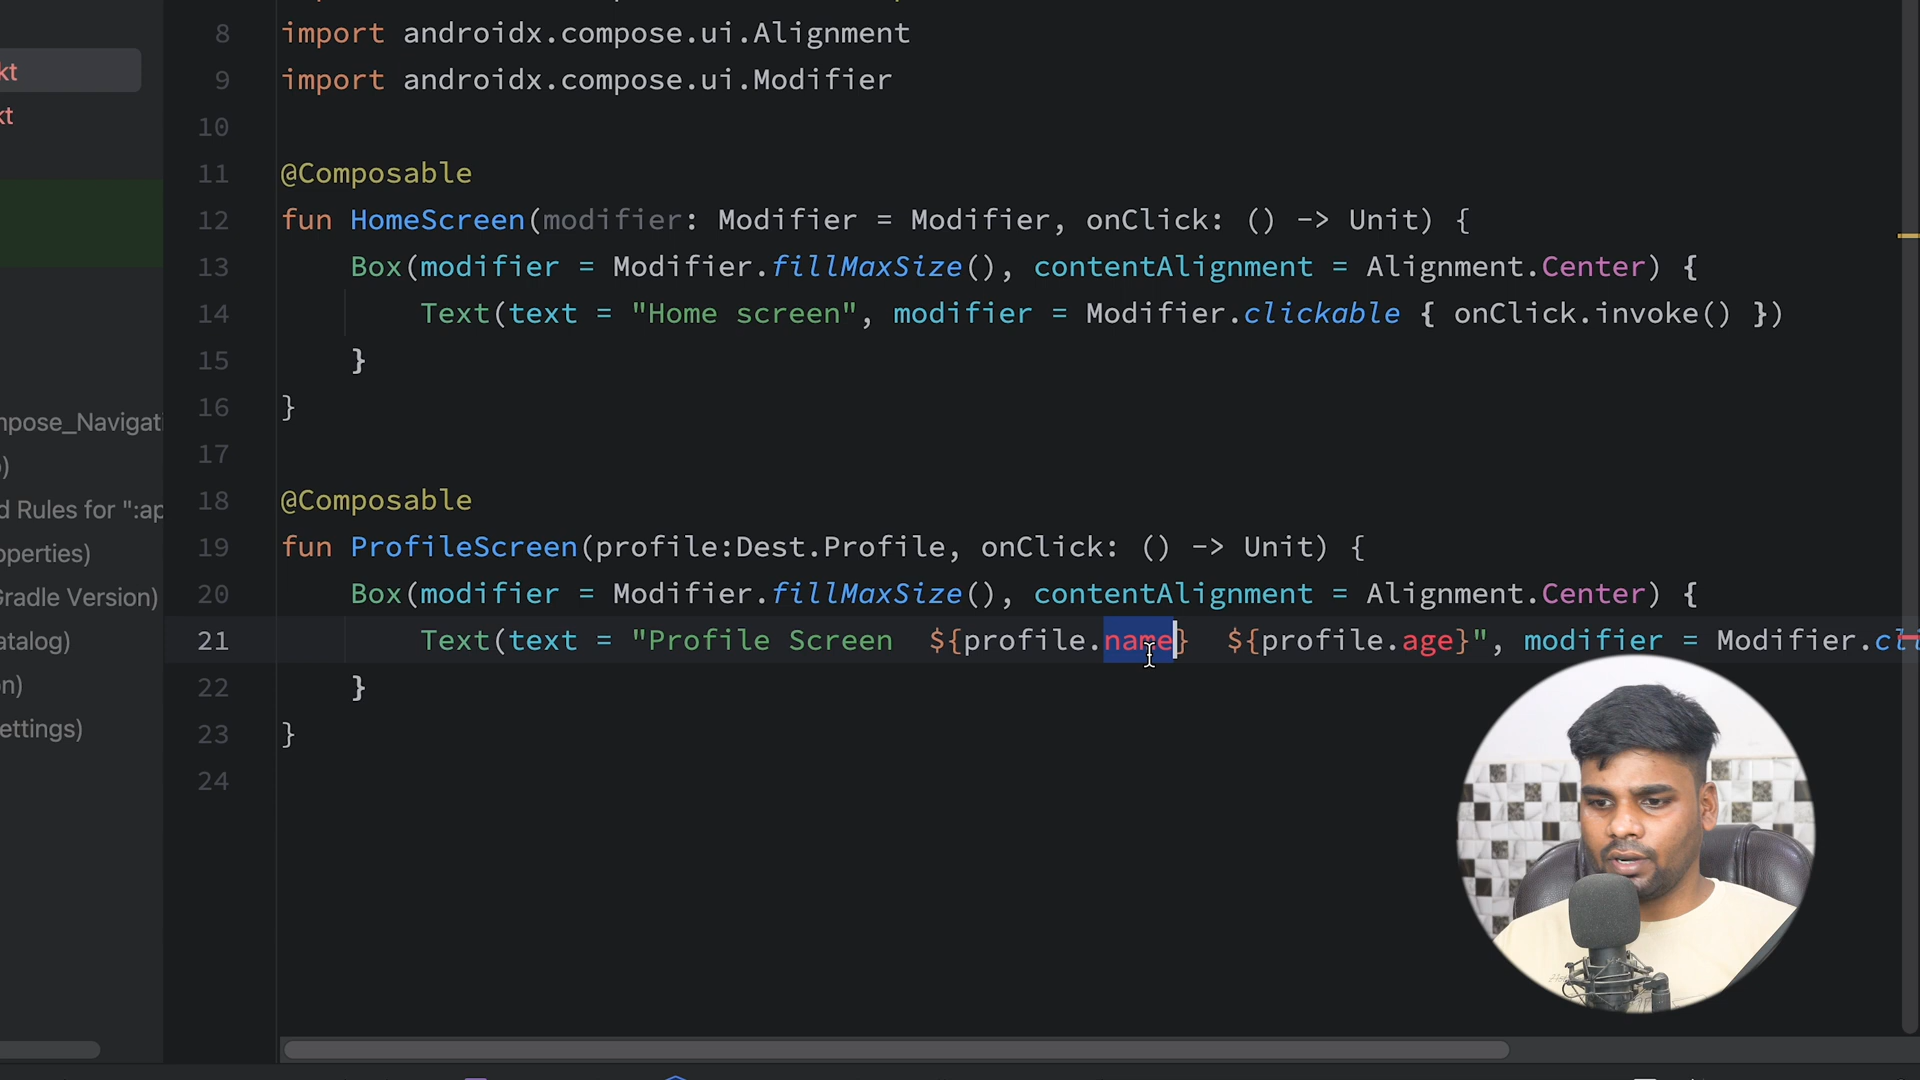 8 import androidx.compose.ui.Alignment
9 import androidx.compose.ui.Modifier
10
11 @Composable
12 fun HomeScreen(modifier: Modifier = Modifier, onClick: () -> Unit) {
13 Box(modifier = Modifier.fillMaxSize(), contentAlignment = Alignment.Center) {
14 Text(text = "Home screen", modifier = Modifier.clickable { onClick.invoke() })
15 }
16 }
17
18 @Composable
19 fun ProfileScreen(profile:Dest.Profile, onClick: () -> Unit) {
20 Box(modifier = Modifier.fillMaxSize(), contentAlignment = Alignment.Center) {
21 Text(text = "Profile Screen  ${profile.name}  ${profile.age}", modifier = Modifier.cli
22 }
23 }
24
kt
kt
npose_Navigati
)
d Rules for ":ap
operties)
Gradle Version)
atalog)
on)
ettings)